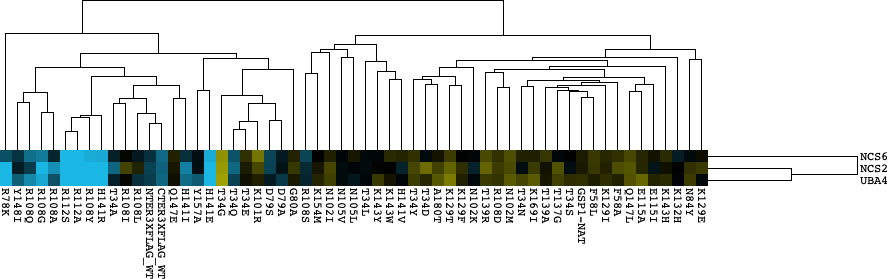 NCS6
NCS2
UBA4
R78K
Y148I
R108Q
R108G
R108A
R112S
R112A
R108Y
H141R
T34A
R108I
R108L
NTER3XFLAG_WT
CTER3XFLAG_WT
Q147E
H141I
Y157A
H141E
T34G
T34Q
T34E
K101R
D79S
D79A
G80A
R108S
K154M
N102I
N105V
N105L
T34L
K143Y
K143W
H141V
T34Y
T34D
A180T
K129T
K129F
N102K
T139R
R108D
N102M
T34N
K169I
T139A
T137G
T34S
GSP1-NAT
F58L
K129I
F58A
Q147L
E115A
E115I
K143H
K132H
N84Y
K129E